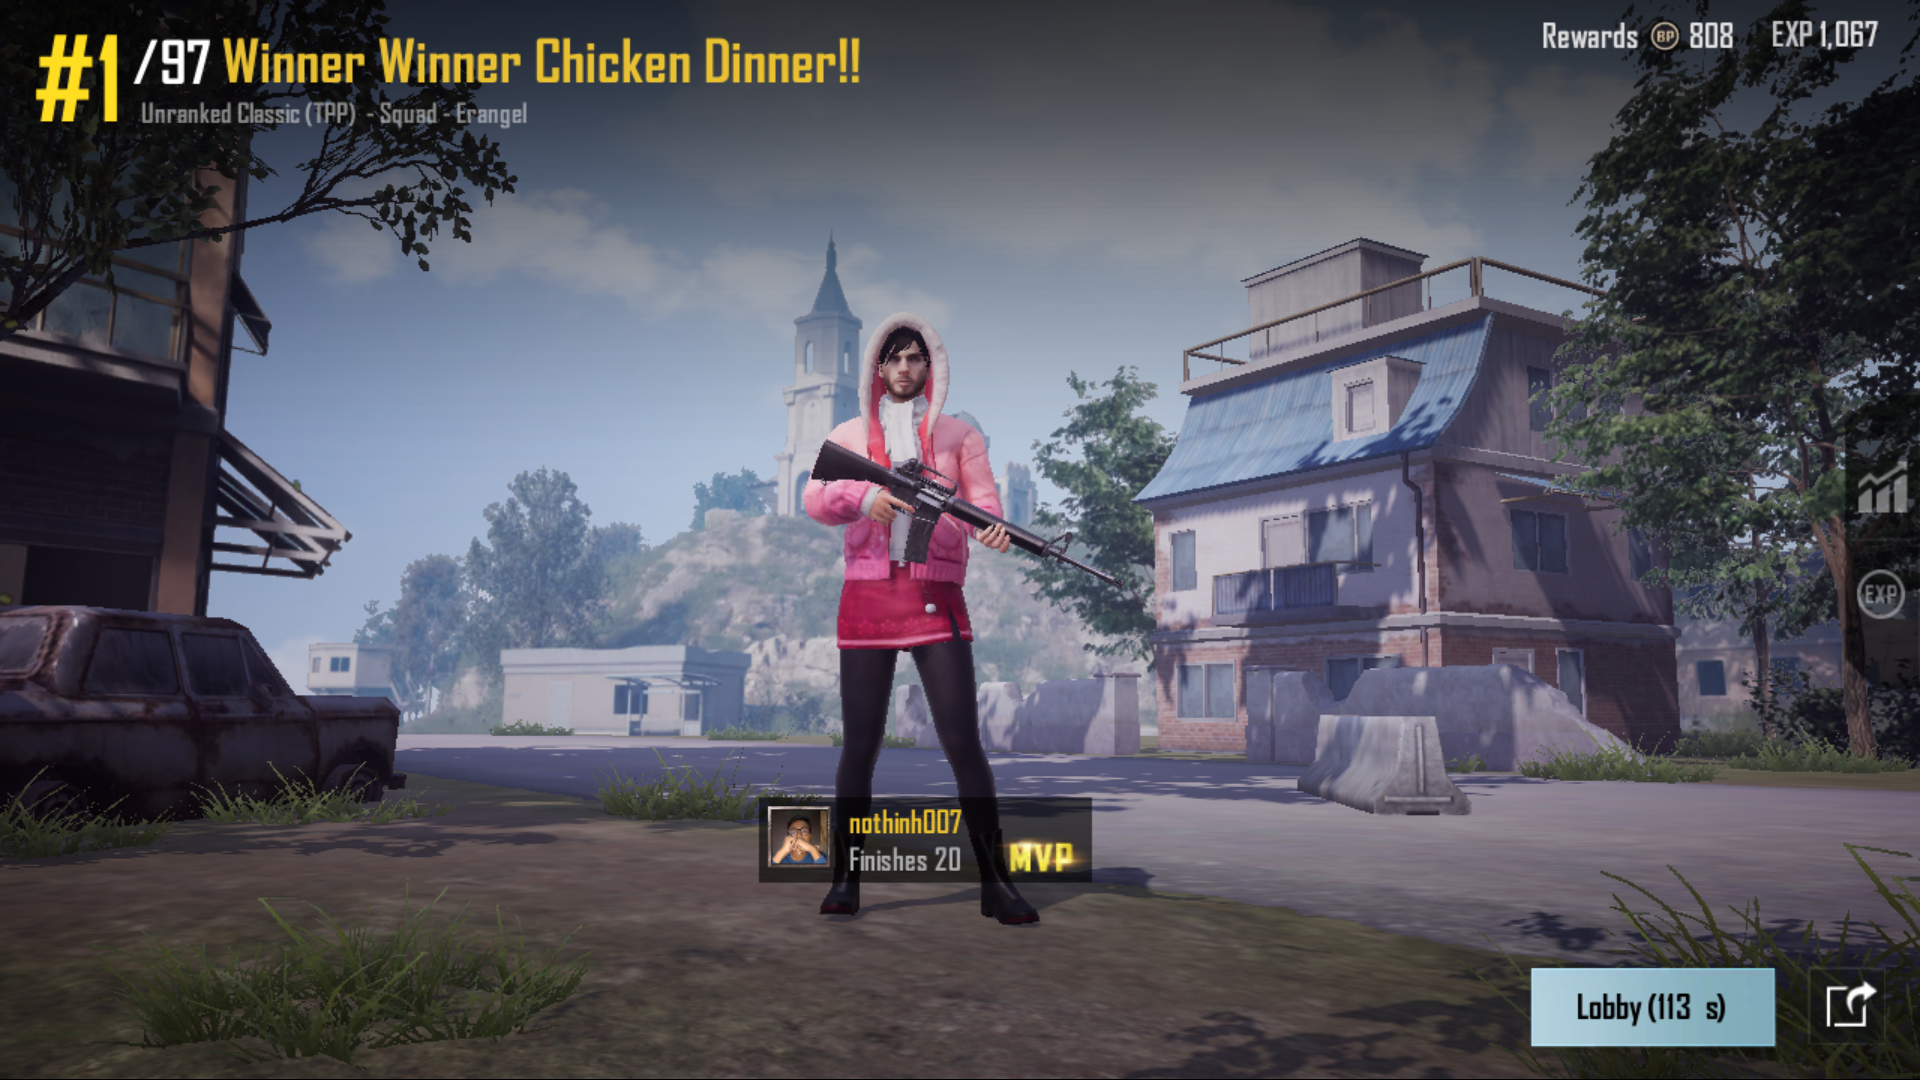 #1/97 Winner Winner Chicken Dinner!!
Unranked Classic (TPP) - Squad - Erangel
Rewards BP 808 EXP 1,067
EXP
nothinh007
Finishes 20
MVP
Lobby (113 s)